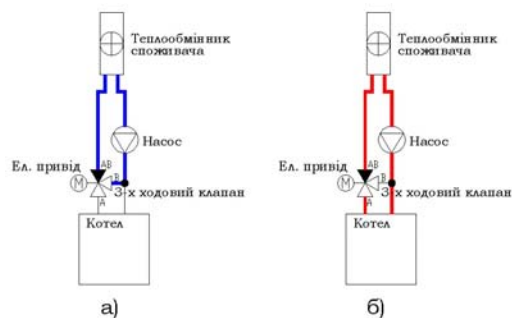 Теплообмінник
споживача
Насос
Ел. привід
AB
B
M
3-х ходовий клапан
A
Котел
а)
Теплообмінник
споживача
Насос
Ел. привід
AB
B
M
3-х ходовий клапан
A
Котел
б)